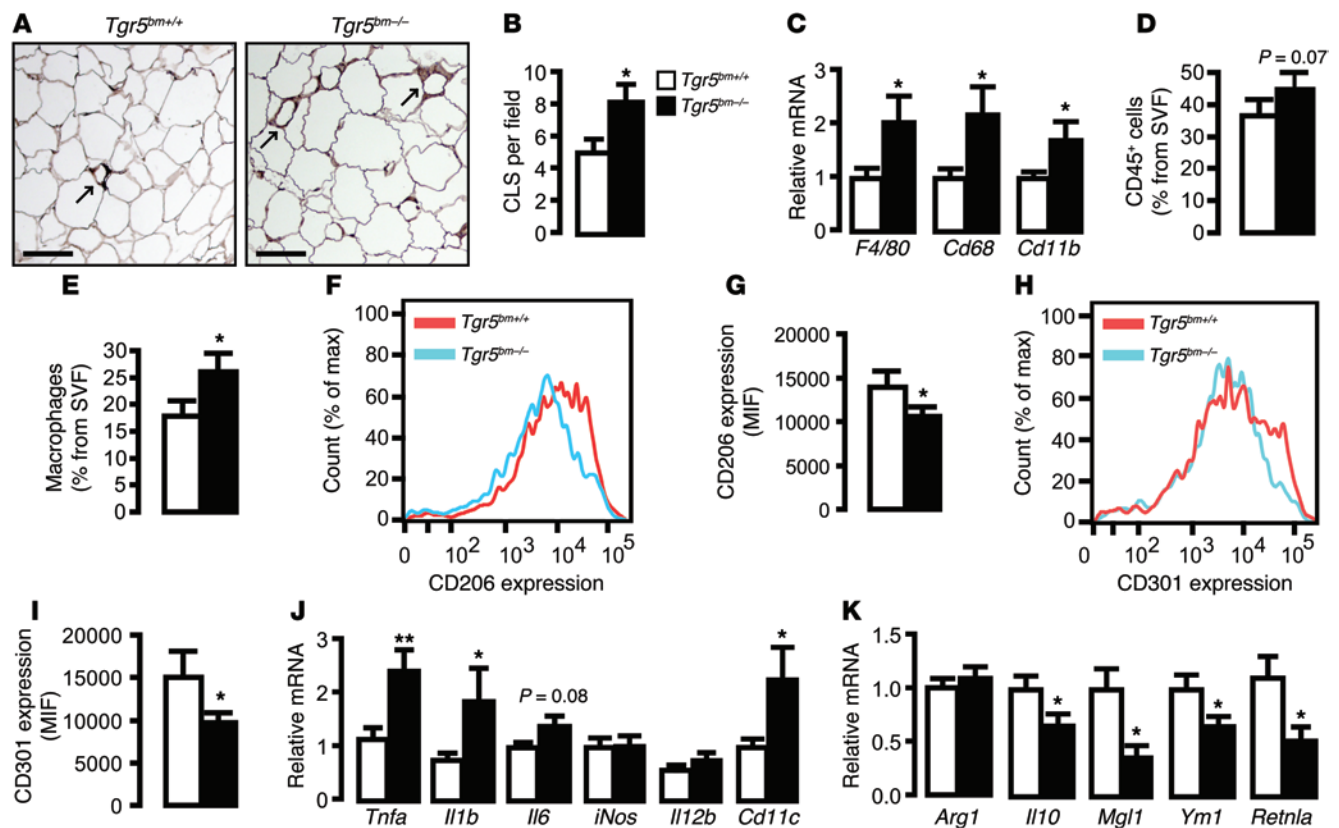 A
Tgr5bm+/+
Tgr5bm–/–
B
CLS per field
10
8
6
4
2
0
*
Tgr5bm+/+
Tgr5bm–/–
C
Relative mRNA
3
2
1
0
*
*
*
F4/80 Cd68 Cd11b
D
P = 0.07
CD45+ cells
(% from SVF)
50
40
30
20
10
0
E
Macrophages
(% from SVF)
30
25
20
15
10
5
0
*
F
Count (% of max)
100
80
60
40
20
0
Tgr5bm+/+
Tgr5bm–/–
0 10² 10³ 10⁴ 10⁵
CD206 expression
G
CD206 expression
(MIF)
20000
15000
10000
5000
0
*
H
Count (% of max)
100
80
60
40
20
0
Tgr5bm+/+
Tgr5bm–/–
0 10² 10³ 10⁴ 10⁵
CD301 expression
I
CD301 expression
(MIF)
20000
15000
10000
5000
0
*
J
Relative mRNA
3
2
1
0
**
*
P = 0.08
*
Tnfa Il1b Il6 iNos Il12b Cd11c
K
Relative mRNA
1.5
1.0
0.5
0.0
*
*
*
*
Arg1 Il10 Mgl1 Ym1 Retnla